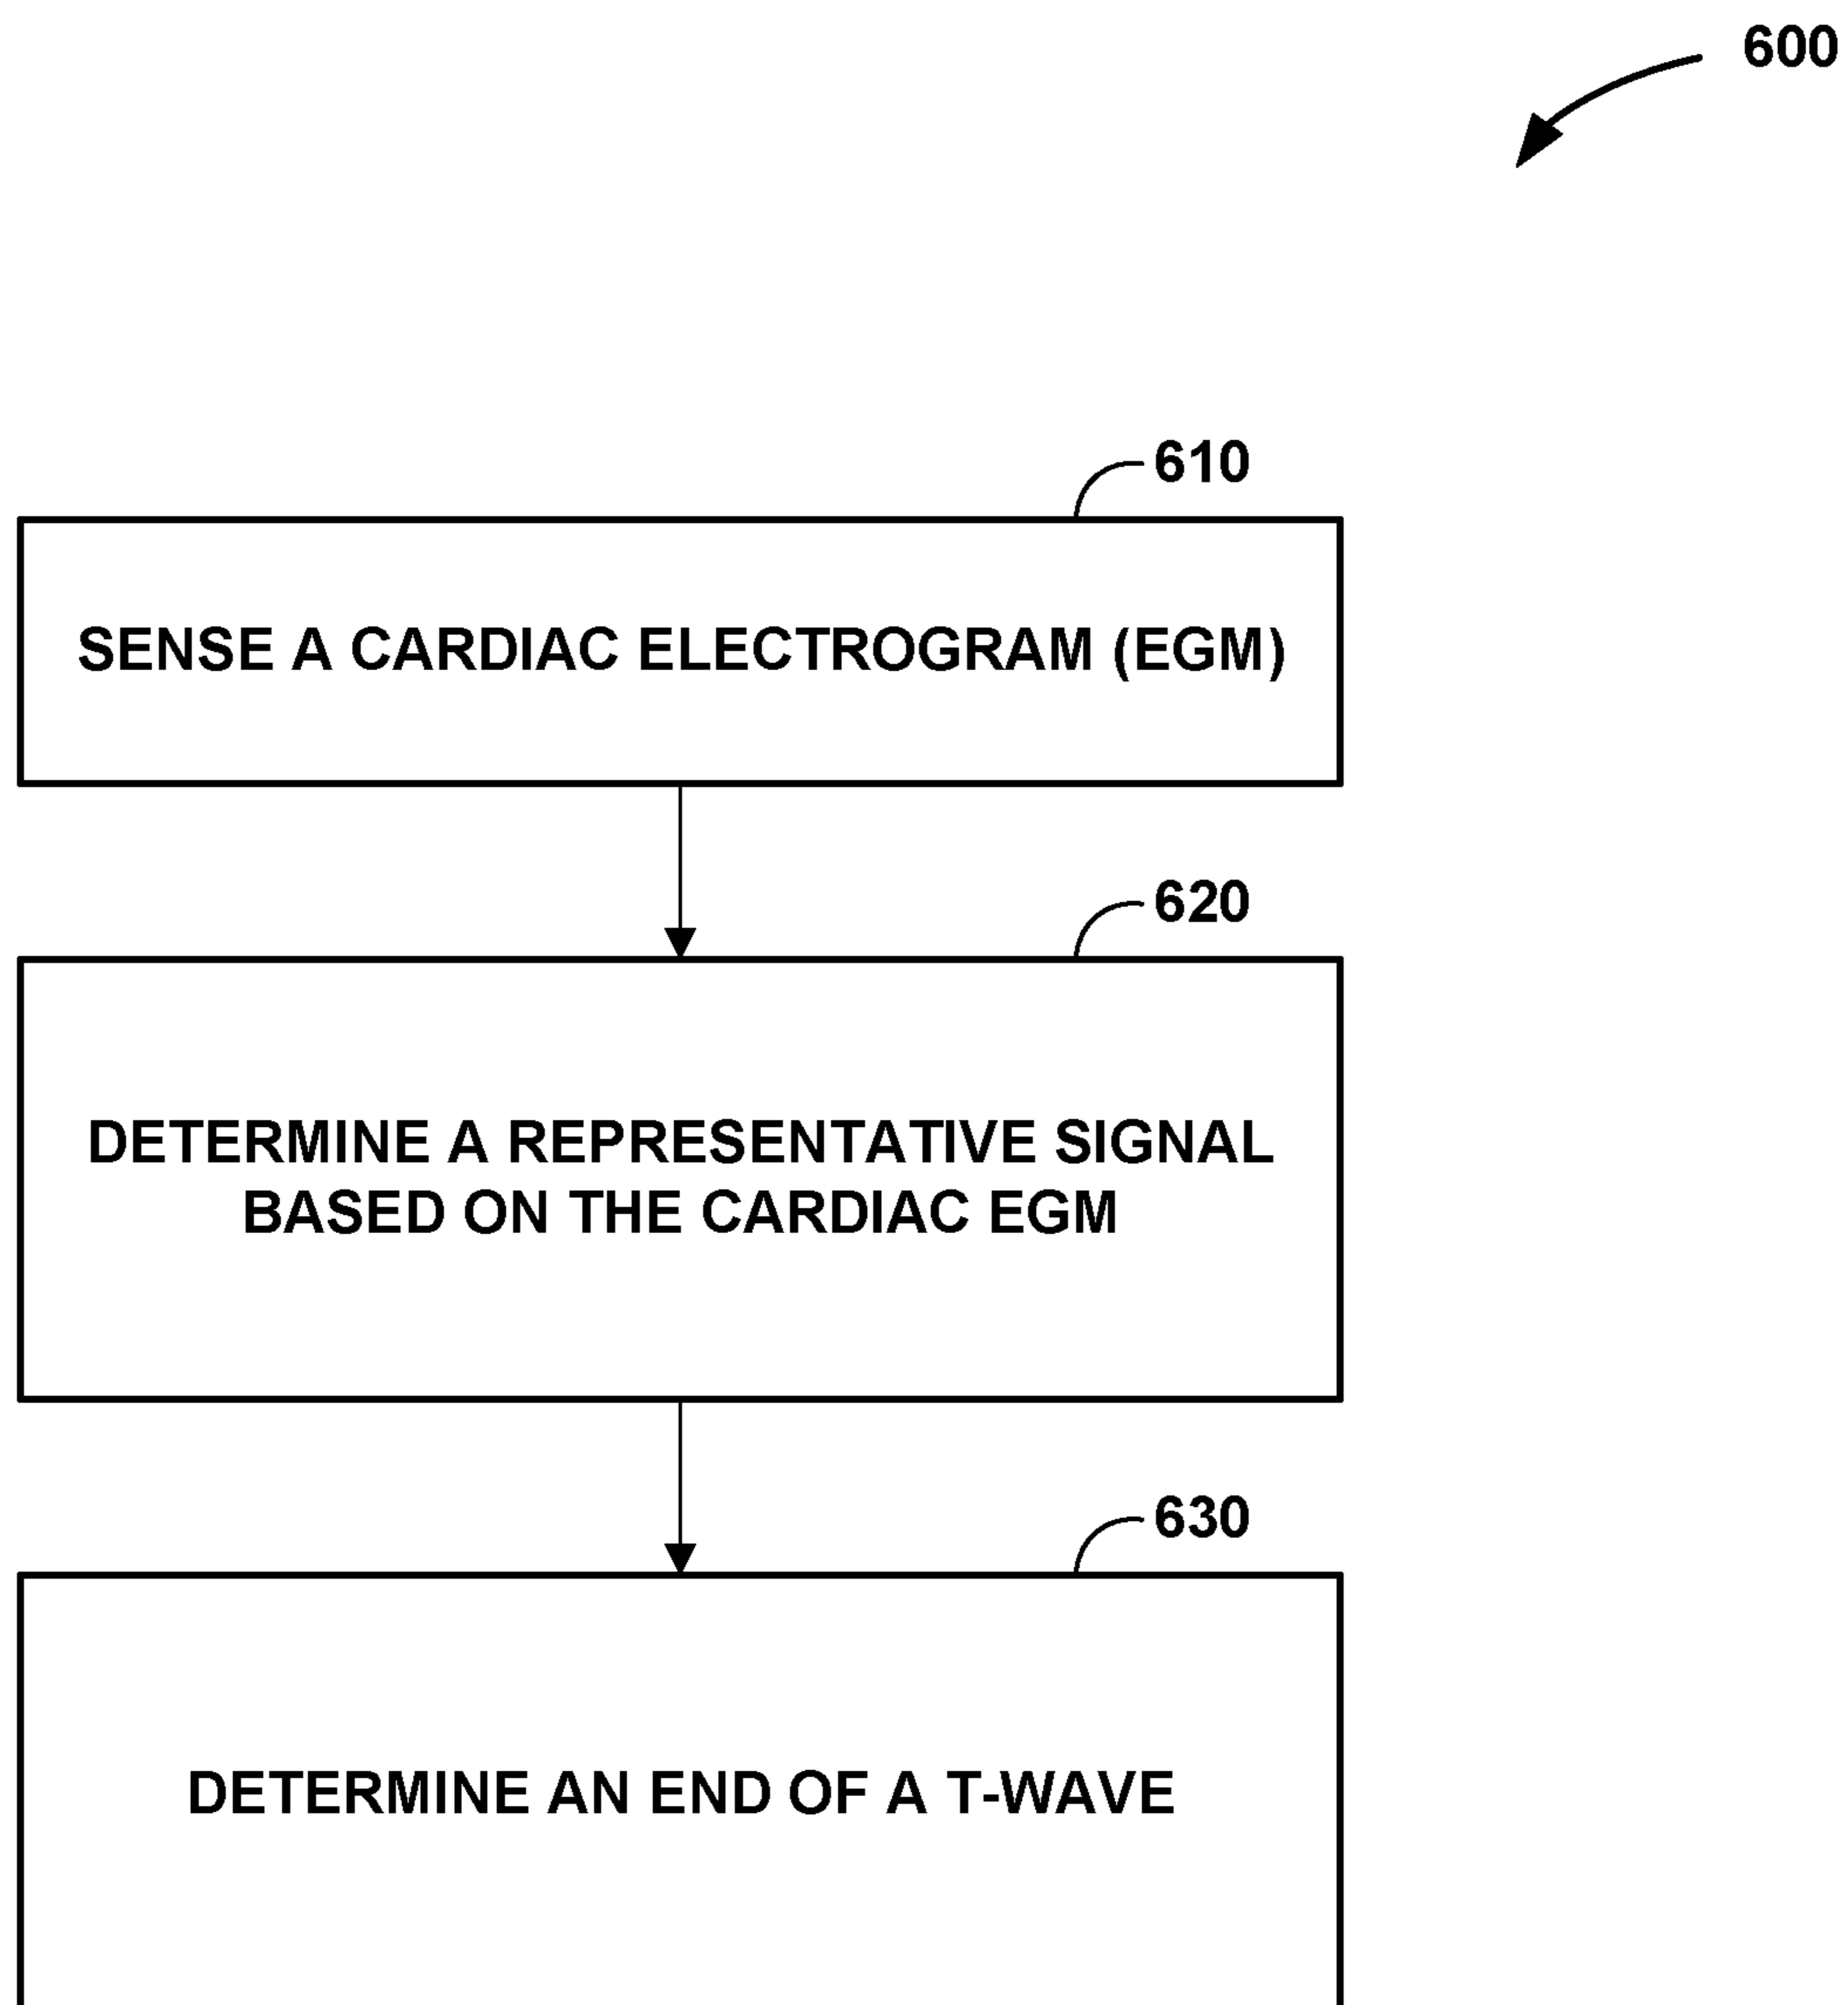 600
610
SENSE A CARDIAC ELECTROGRAM (EGM)
620
DETERMINE A REPRESENTATIVE SIGNAL
BASED ON THE CARDIAC EGM
630
DETERMINE AN END OF A T-WAVE